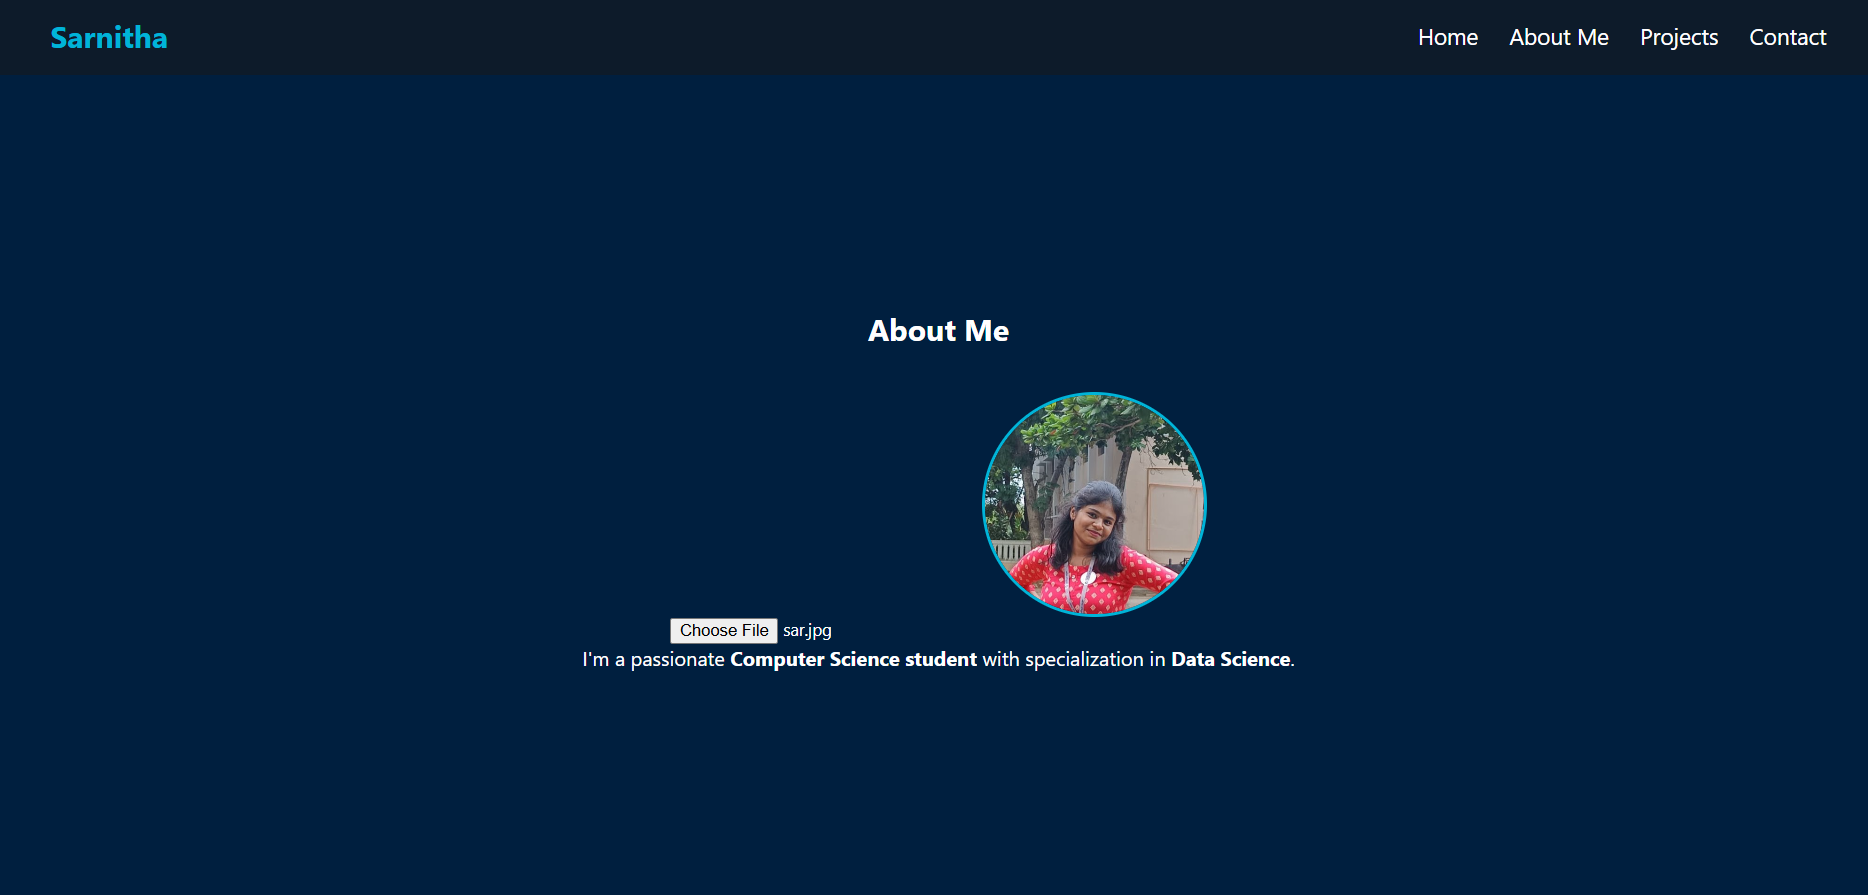 Sarnitha
Home About Me Projects Contact
About Me
Choose File sar.jpg
I'm a passionate Computer Science student with specialization in Data Science.